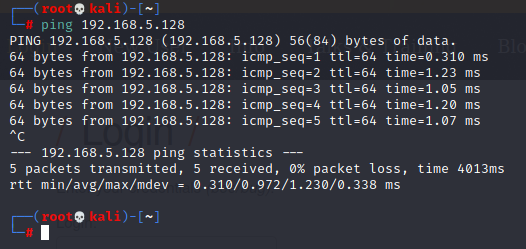 ┌──(root💀kali)-[~]
└─# ping 192.168.5.128
PING 192.168.5.128 (192.168.5.128) 56(84) bytes of data.
64 bytes from 192.168.5.128: icmp_seq=1 ttl=64 time=0.310 ms
64 bytes from 192.168.5.128: icmp_seq=2 ttl=64 time=1.23 ms
64 bytes from 192.168.5.128: icmp_seq=3 ttl=64 time=1.05 ms
64 bytes from 192.168.5.128: icmp_seq=4 ttl=64 time=1.20 ms
64 bytes from 192.168.5.128: icmp_seq=5 ttl=64 time=1.07 ms
^C
Login
--- 192.168.5.128 ping statistics ---
5 packets transmitted, 5 received, 0% packet loss, time 4013ms
rtt min/avg/max/mdev = 0.310/0.972/1.230/0.338 ms
┌──(root💀kali)-[~]
└─#